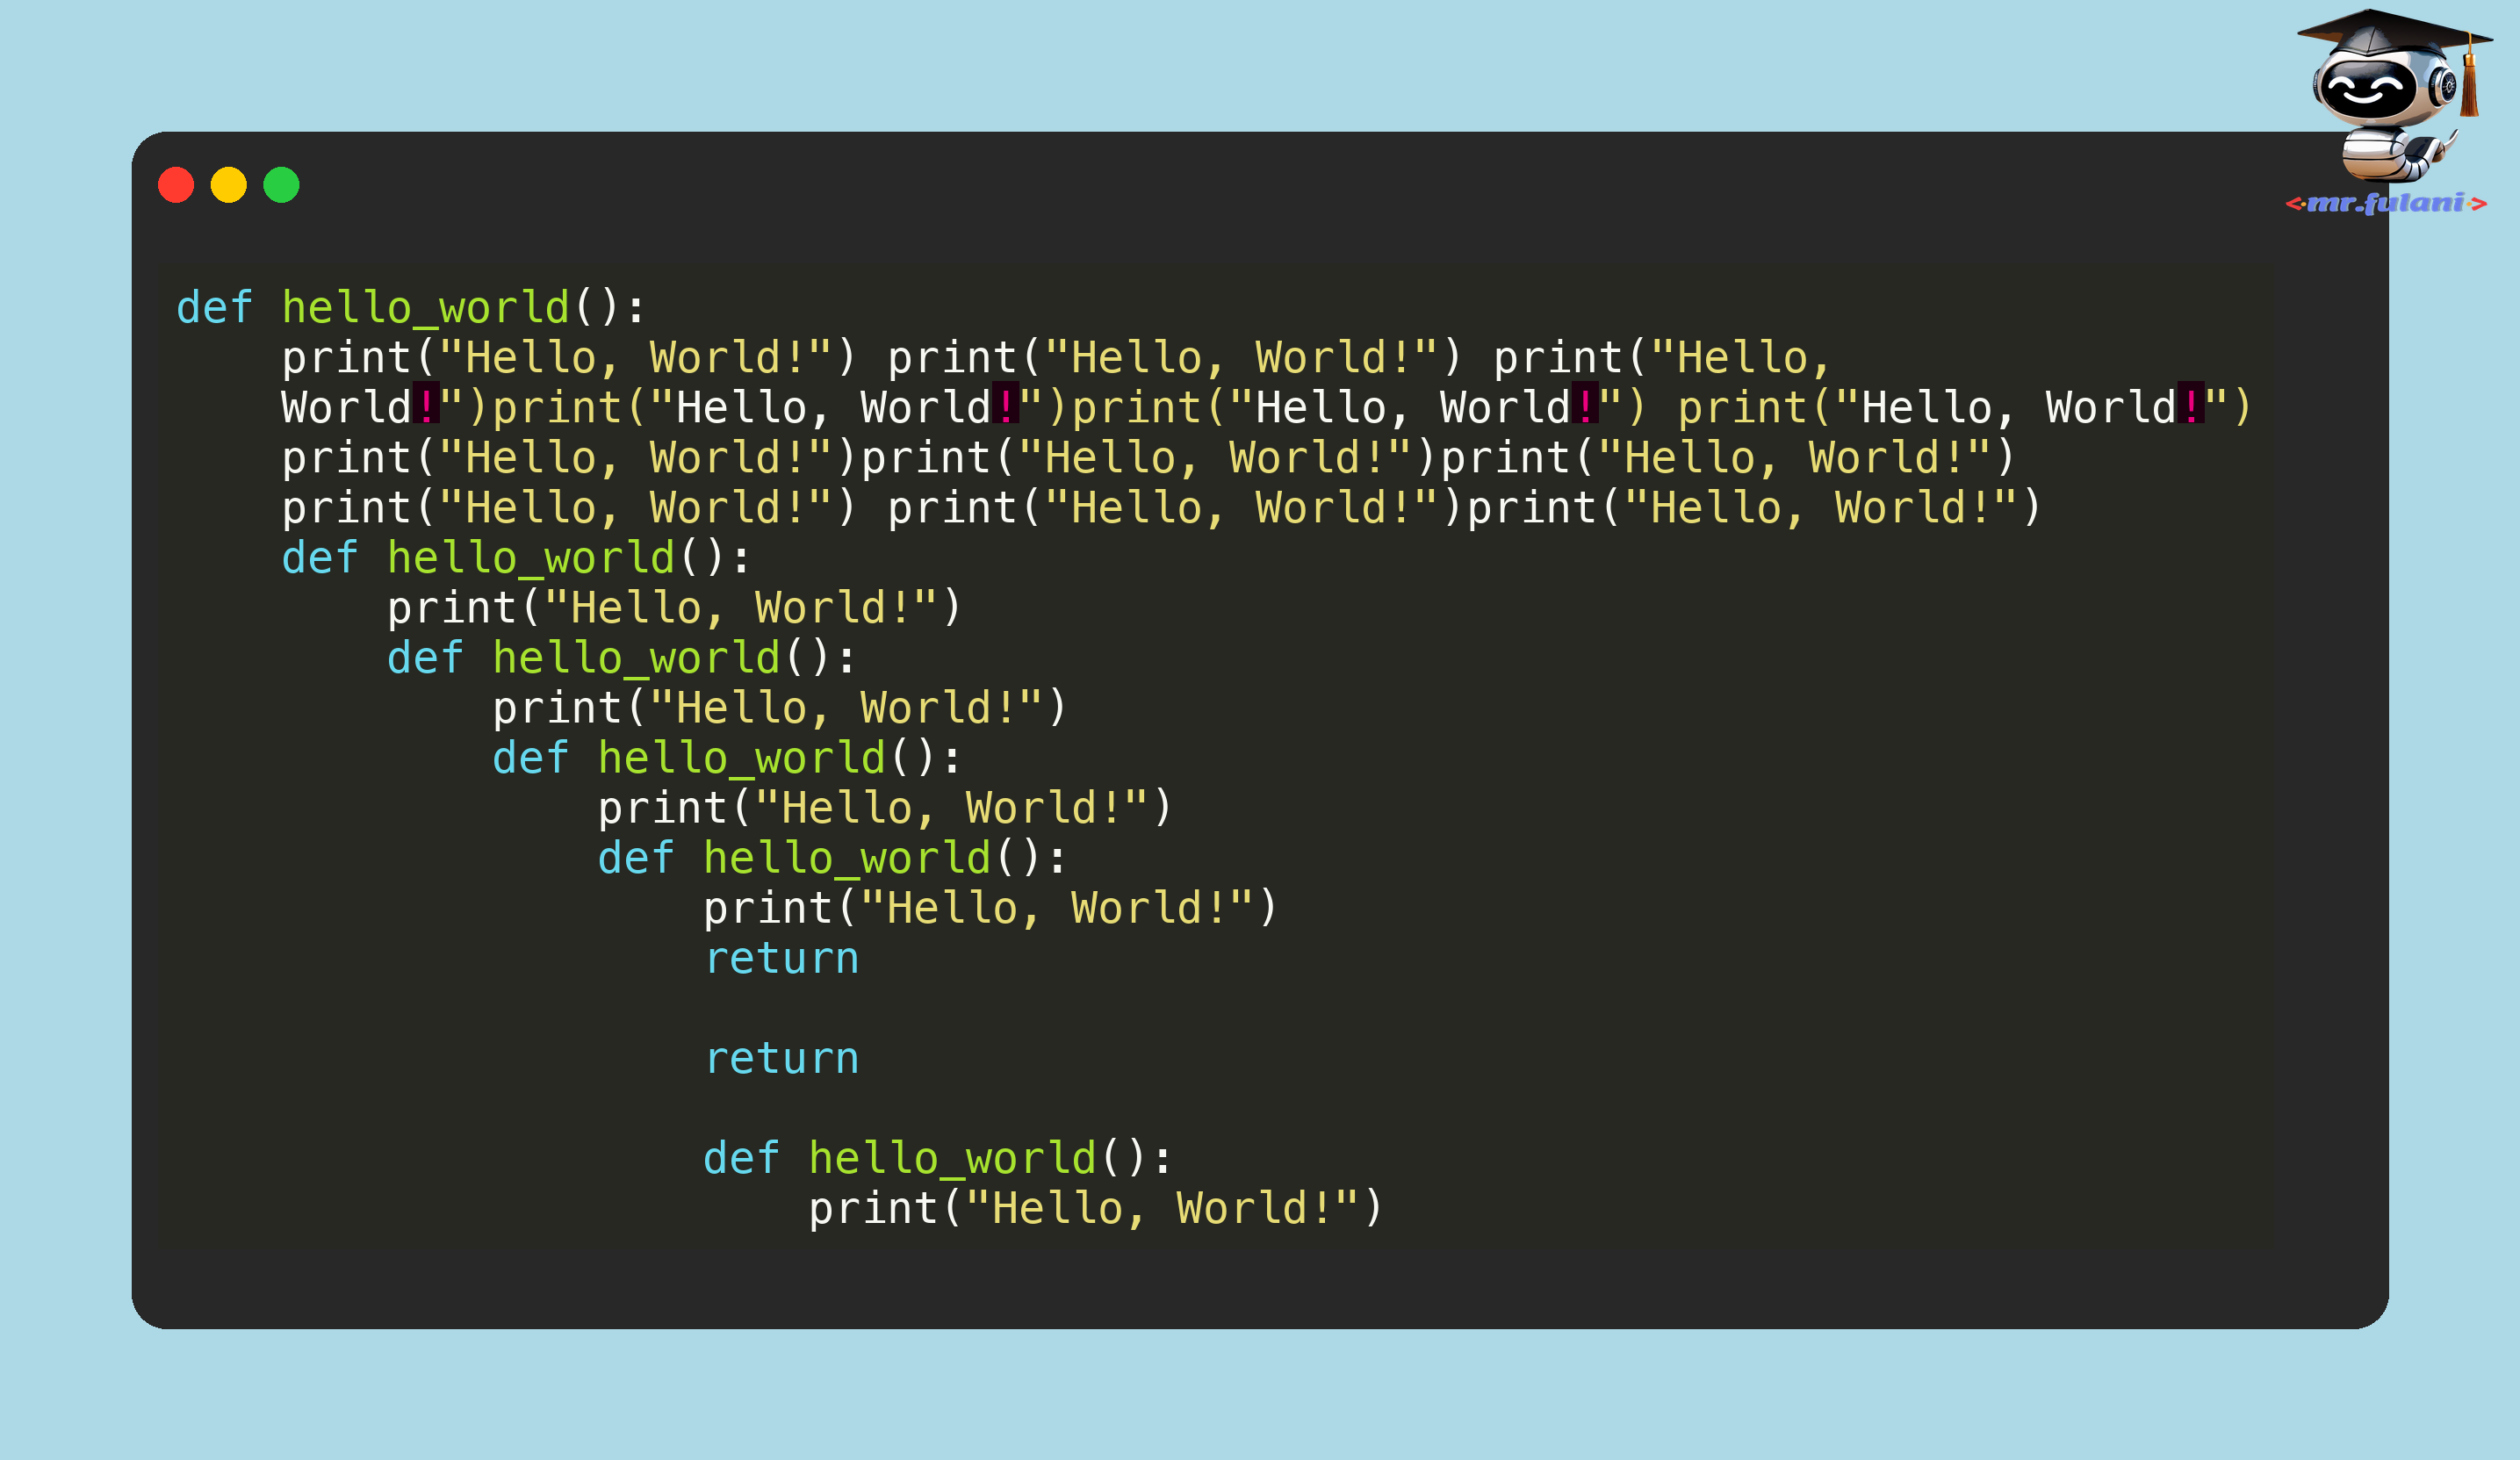 <·mr.fulani·>
def hello_world():
    print("Hello, World!") print("Hello, World!") print("Hello,
    World!")print("Hello, World!")print("Hello, World!") print("Hello, World!")
    print("Hello, World!")print("Hello, World!")print("Hello, World!")
    print("Hello, World!") print("Hello, World!")print("Hello, World!")
    def hello_world():
        print("Hello, World!")
        def hello_world():
            print("Hello, World!")
            def hello_world():
                print("Hello, World!")
                def hello_world():
                    print("Hello, World!")
                    return

                    return

                    def hello_world():
                        print("Hello, World!")